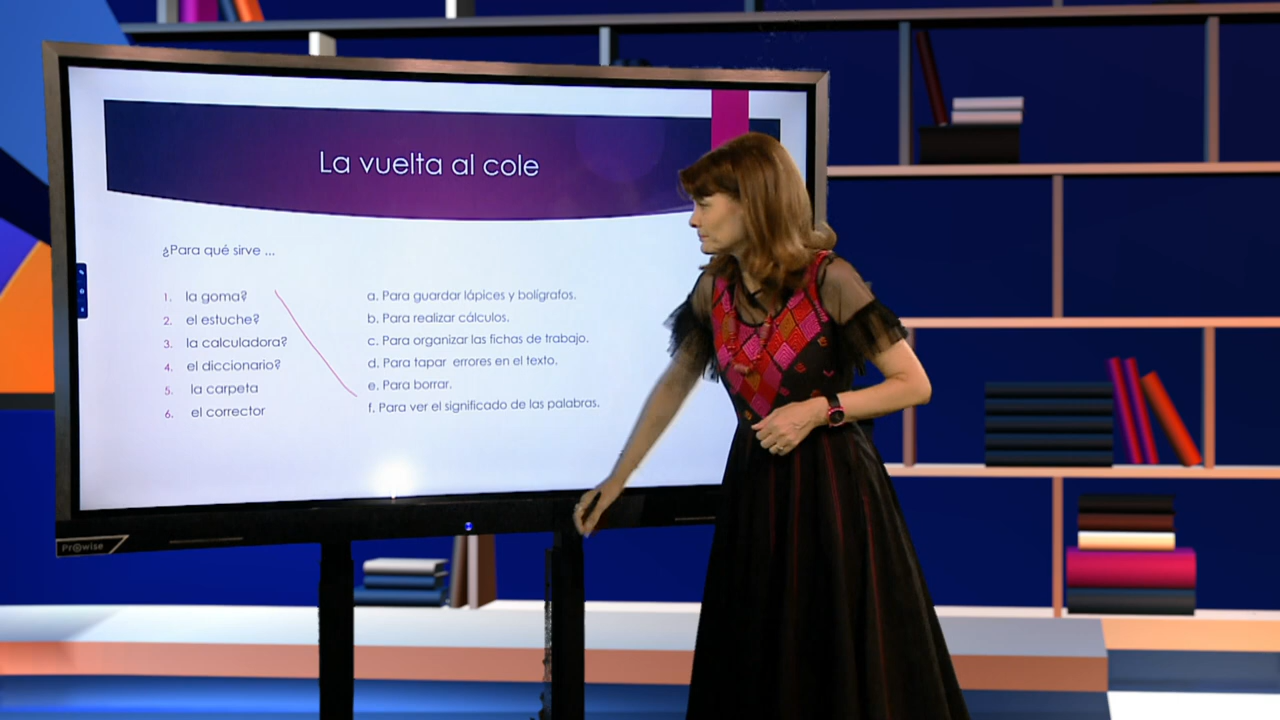 La vuelta al cole
¿Para qué sirve ...
1. la goma?
2. el estuche?
3. la calculadora?
4. el diccionario?
5. la carpeta
6. el corrector
a. Para guardar lápices y bolígrafos.
b. Para realizar cálculos.
c. Para organizar las fichas de trabajo.
d. Para tapar errores en el texto.
e. Para borrar.
f. Para ver el significado de las palabras.
Prowise